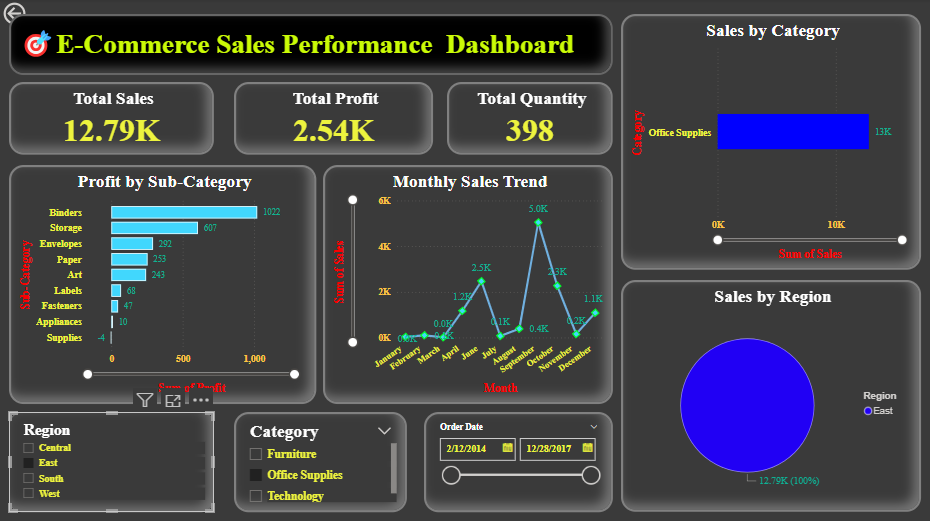 E-Commerce Sales Performance Dashboard
Total Sales
12.79K
Total Profit
2.54K
Total Quantity
398
Sales by Category
Category
Office Supplies
13K
0K
10K
Sum of Sales
Profit by Sub-Category
Sub-Category
Binders
1022
Storage
607
Envelopes
292
Paper
253
Art
243
Labels
68
Fasteners
47
Appliances
10
Supplies
-4
0
500
1,000
Sum of Profit
Monthly Sales Trend
Sum of Sales
6K
4K
2K
0K
0.0K
1.2K
2.5K
0.1K
0.4K
5.0K
2.3K
0.2K
1.1K
January
February
March
April
June
July
August
September
October
November
December
Month
Sales by Region
Region
East
12.79K (100%)
Region
Central
East
South
West
Category
Furniture
Office Supplies
Technology
Order Date
2/12/2014
12/28/2017